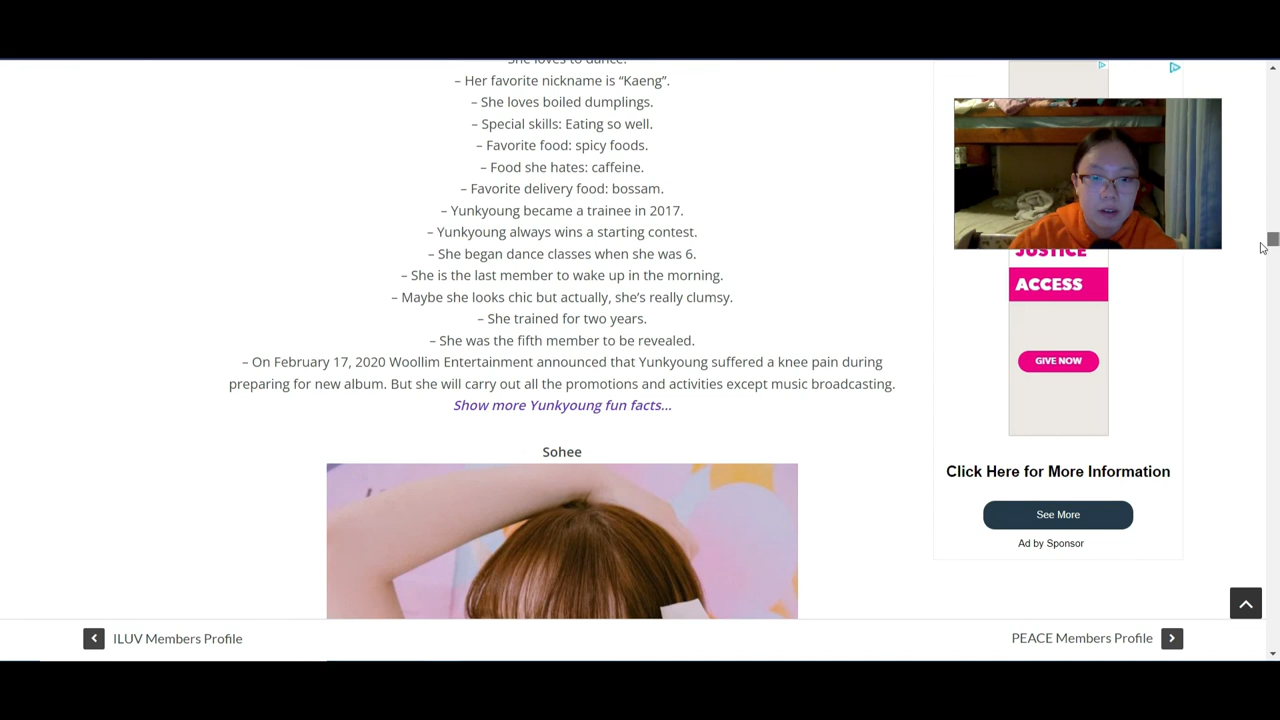 She loves to dance.
– Her favorite nickname is “Kaeng”.
– She loves boiled dumplings.
– Special skills: Eating so well.
– Favorite food: spicy foods.
– Food she hates: caffeine.
– Favorite delivery food: bossam.
– Yunkyoung became a trainee in 2017.
– Yunkyoung always wins a starting contest.
– She began dance classes when she was 6.
– She is the last member to wake up in the morning.
– Maybe she looks chic but actually, she’s really clumsy.
– She trained for two years.
– She was the fifth member to be revealed.
– On February 17, 2020 Woollim Entertainment announced that Yunkyoung suffered a knee pain during
preparing for new album. But she will carry out all the promotions and activities except music broadcasting.
Show more Yunkyoung fun facts…
Sohee
JUSTICE
ACCESS
GIVE NOW
Click Here for More Information
See More
Ad by Sponsor
ILUV Members Profile
PEACE Members Profile